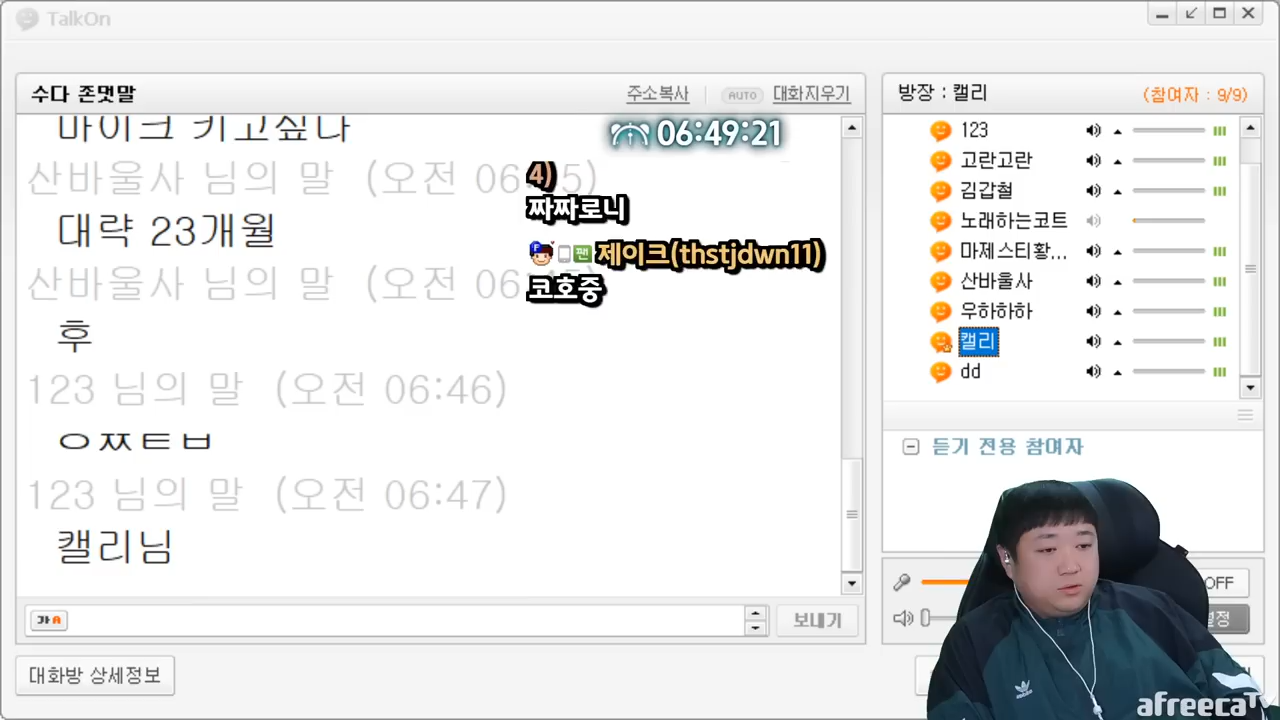 TalkOn
수다 존멋말
주소복사
AUTO
대화지우기
마이크 키고싶나
06:49:21
산바울사 님의 말 (오전 06:45)
4)
짜짜로니
대략 23개월
짼 제이크(thstjdwn11)
산바울사 님의 말 (오전 06:45)
코호중
후
123 님의 말 (오전 06:46)
ㅇㅉㅌㅂ
123 님의 말 (오전 06:47)
캘리님
가A
보내기
대화방 상세정보
방장 : 캘리
(참여자 : 9/9)
123
고란고란
김갑철
노래하는코트
마제스티황...
산바울사
우하하하
캘리
dd
듣기 전용 참여자
OFF
설정
afreecaTV